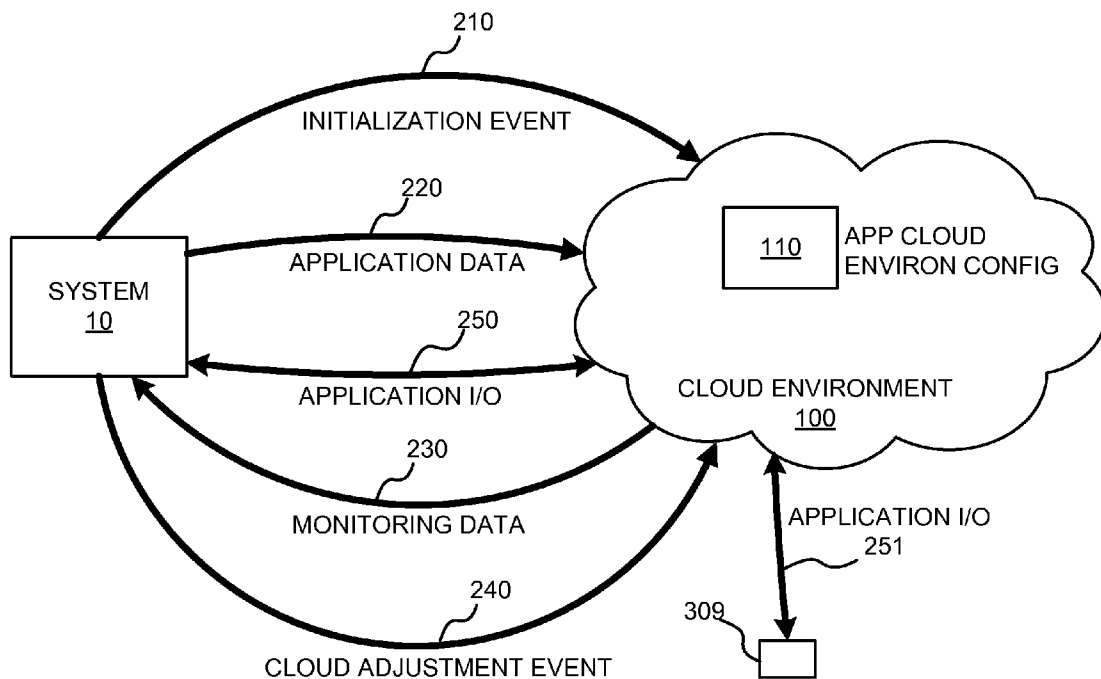 210
INITIALIZATION EVENT
220
APPLICATION DATA
SYSTEM
10
110
APP CLOUD
ENVIRON CONFIG
250
APPLICATION I/O
CLOUD ENVIRONMENT
100
230
MONITORING DATA
APPLICATION I/O
251
240
CLOUD ADJUSTMENT EVENT
309